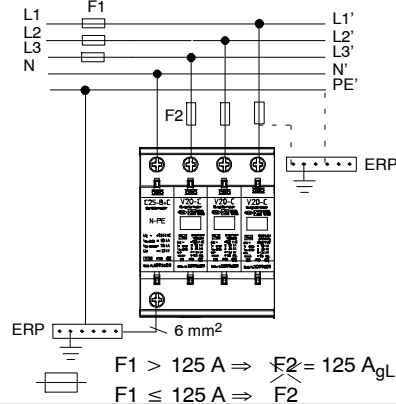 F1
L1 L1'
L2 L2'
L3 L3'
N N'
PE'
F2
ERP
C25-B+C V20-C V20-C V20-C
N-PE
ERP
6 mm²
F1 > 125 A ⇒ F2 = 125 AgL
F1 ≤ 125 A ⇒ F2